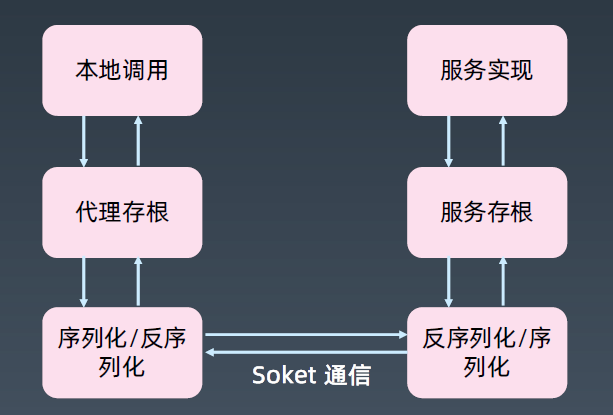 本地调用
服务实现
代理存根
服务存根
序列化/反序
列化
反序列化/序
列化
Soket 通信